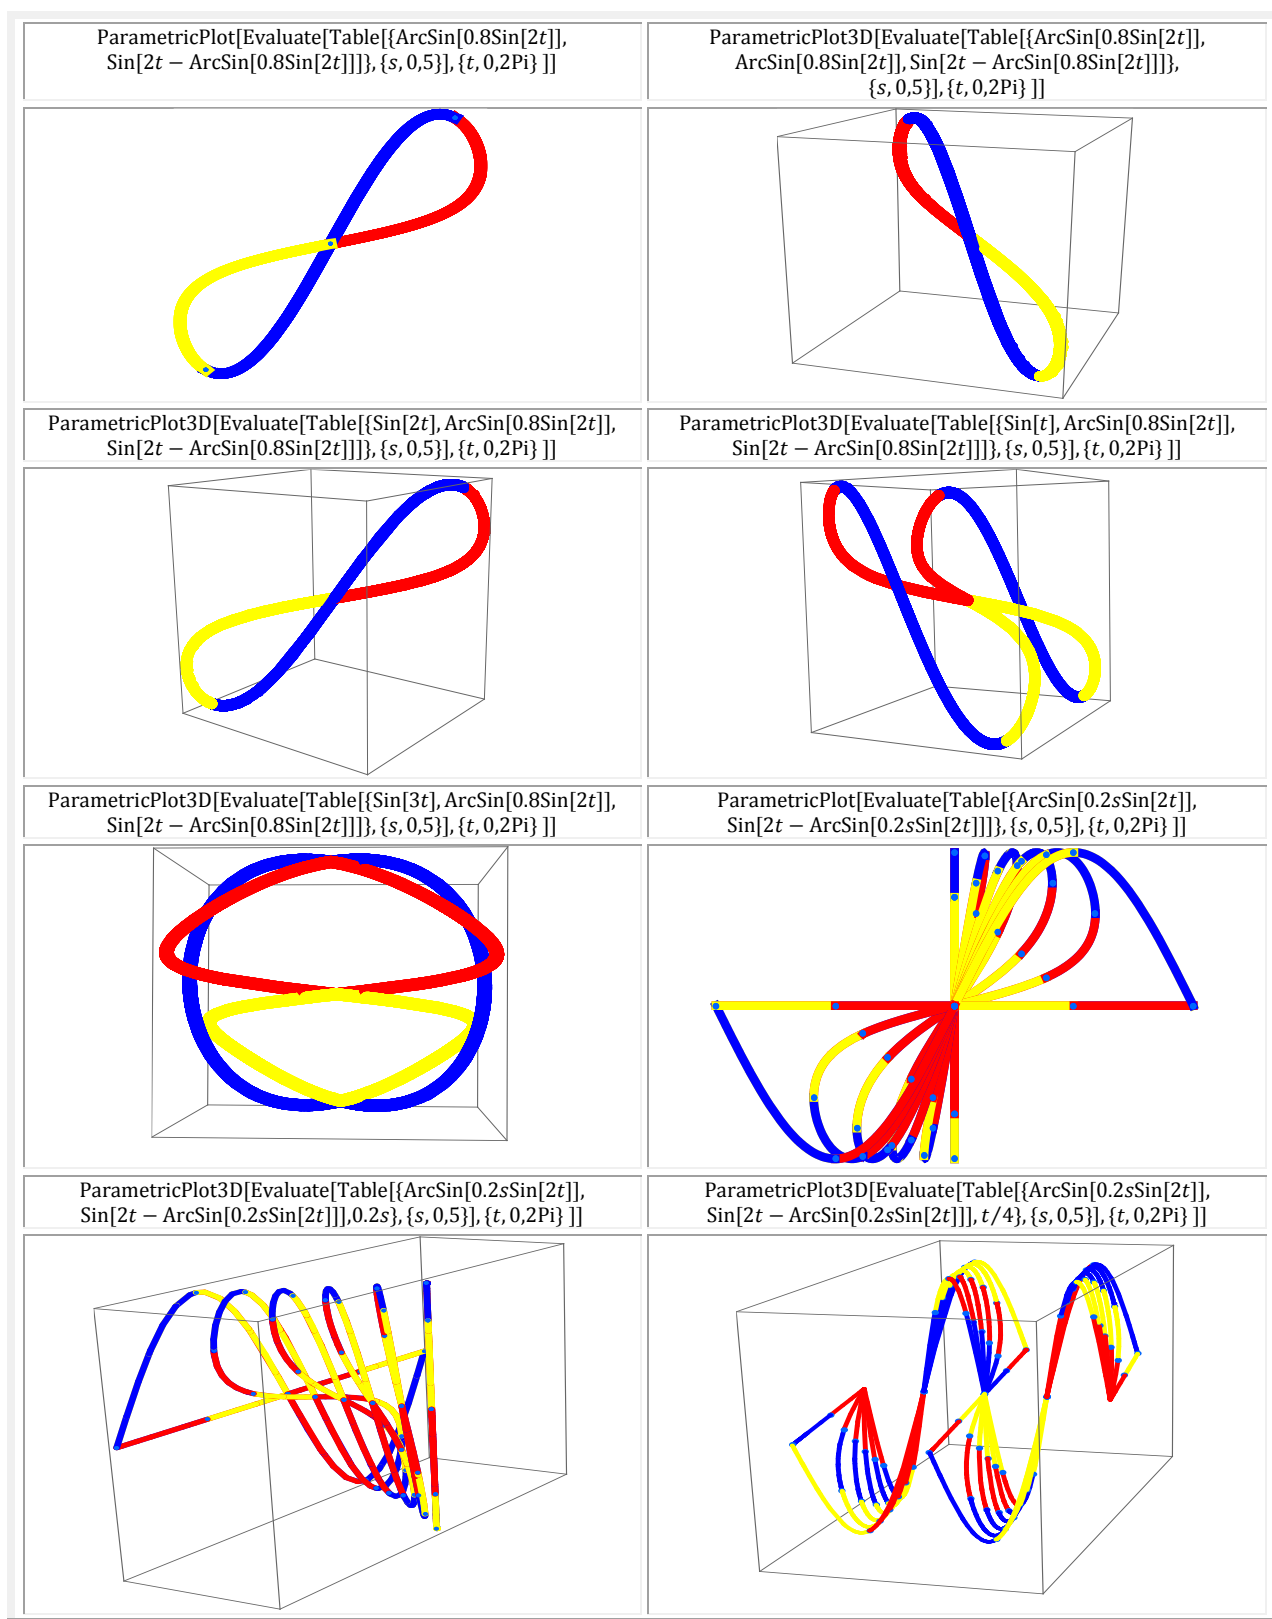 ParametricPlot[Evaluate[Table[{ArcSin[0.8Sin[2t]],
Sin[2t − ArcSin[0.8Sin[2t]]]}, {s, 0,5}], {t, 0,2Pi} ]]
ParametricPlot3D[Evaluate[Table[{ArcSin[0.8Sin[2t]],
ArcSin[0.8Sin[2t]], Sin[2t − ArcSin[0.8Sin[2t]]]},
{s, 0,5}], {t, 0,2Pi} ]]
ParametricPlot3D[Evaluate[Table[{Sin[2t], ArcSin[0.8Sin[2t]],
Sin[2t − ArcSin[0.8Sin[2t]]]}, {s, 0,5}], {t, 0,2Pi} ]]
ParametricPlot3D[Evaluate[Table[{Sin[t], ArcSin[0.8Sin[2t]],
Sin[2t − ArcSin[0.8Sin[2t]]]}, {s, 0,5}], {t, 0,2Pi} ]]
ParametricPlot3D[Evaluate[Table[{Sin[3t], ArcSin[0.8Sin[2t]],
Sin[2t − ArcSin[0.8Sin[2t]]]}, {s, 0,5}], {t, 0,2Pi} ]]
ParametricPlot[Evaluate[Table[{ArcSin[0.2sSin[2t]],
Sin[2t − ArcSin[0.2sSin[2t]]]}, {s, 0,5}], {t, 0,2Pi} ]]
ParametricPlot3D[Evaluate[Table[{ArcSin[0.2sSin[2t]],
Sin[2t − ArcSin[0.2sSin[2t]]],0.2s}, {s, 0,5}], {t, 0,2Pi} ]]
ParametricPlot3D[Evaluate[Table[{ArcSin[0.2sSin[2t]],
Sin[2t − ArcSin[0.2sSin[2t]]], t/4}, {s, 0,5}], {t, 0,2Pi} ]]